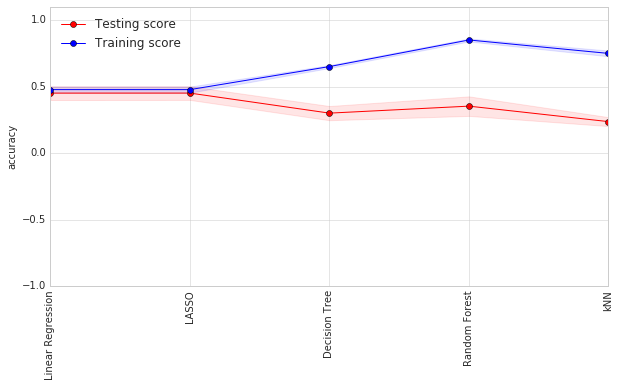 Testing score
Training score
1.0
0.5
0.0
−0.5
−1.0
accuracy
Linear Regression
LASSO
Decision Tree
Random Forest
kNN